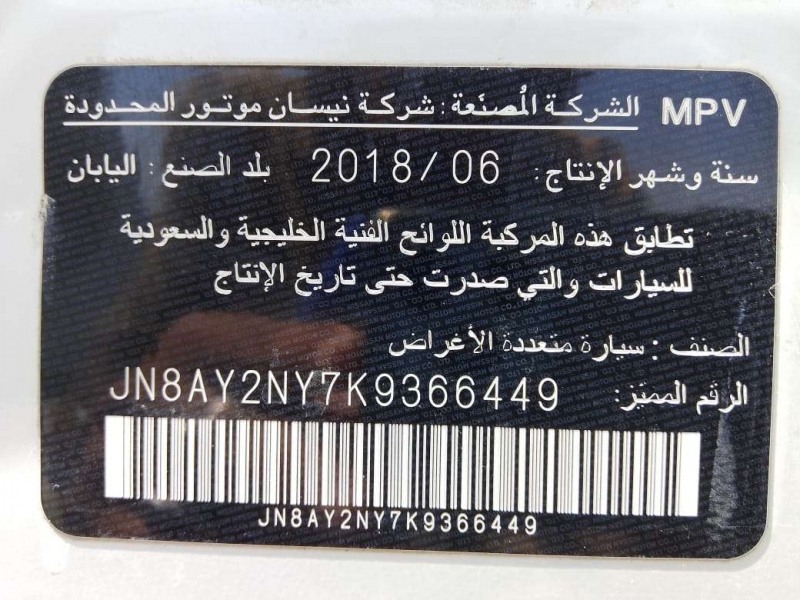 MPV الشركة المُصنَعة : شركة نيسان موتور المحدودة
سنة وشهر الإنتاج: 2018/06 بلد الصنع: اليابان
تطابق هذه المركبة اللوائح الفنية الخليجية والسعودية
للسيارات والتي صدرت حتى تاريخ الإنتاج
الصنف : سيارة متعددة الأغراض
الرقم المميّز: JN8AY2NY7K9366449
JN8AY2NY7K9366449